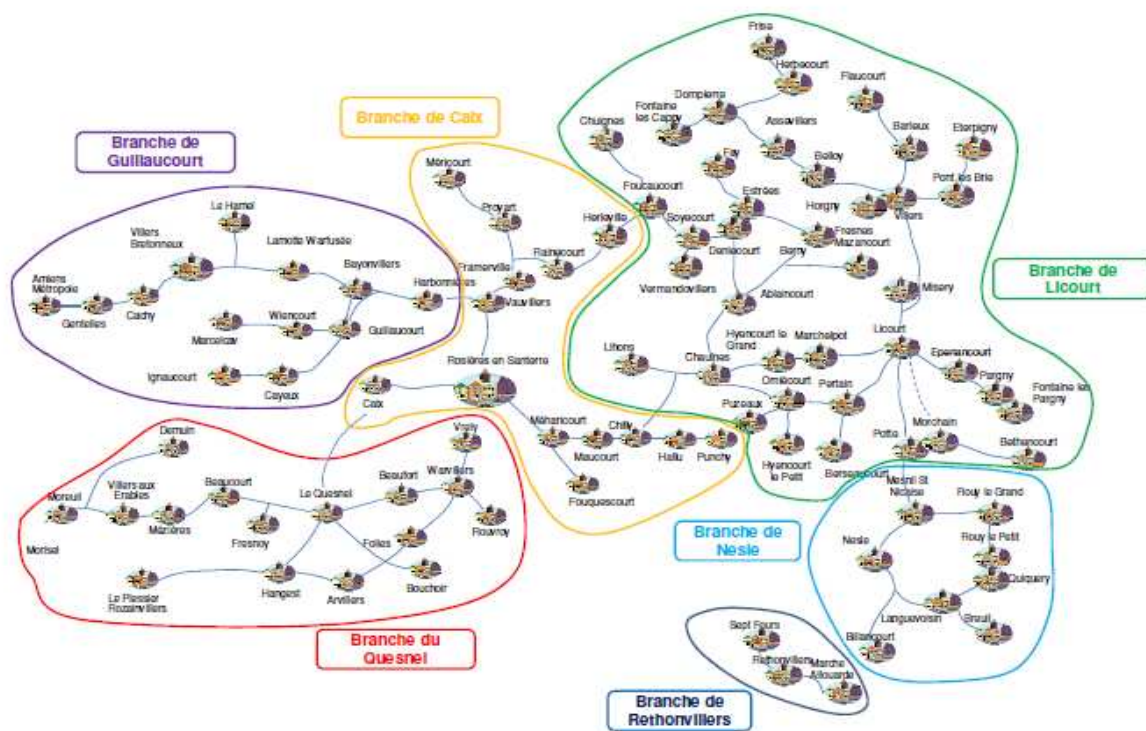 Frise
Herbecourt
Flaucourt
Dompierre
Fontaine
les Cappy
Chuignes
Assevillers
Barleux
Eterpigny
Branche de Caix
Branche de
Guillaucourt
Fay
Belloy
Pont les Brie
Méricourt
Foucaucourt
Estrées
Horgny
Villers
Proyart
Herleville
Soyecourt
Fresnes
Mazancourt
Le Hamel
Deniecourt
Berny
Villers
Bretonneux
Lamotte Warfusée
Rainecourt
Framerville
Bayonvillers
Harbonnières
Vauvillers
Vermandovillers
Ablaincourt
Misery
Branche de
Licourt
Amiens
Métropole
Gentelles
Cachy
Wiencourt
Guillaucourt
Marcelcav
Hyencourt le
Grand
Marchelpot
Licourt
Lihons
Chaulnes
Epenancourt
Pargny
Fontaine les
Pargny
Rosières en Santerre
Ignaucourt
Cayeux
Caix
Omiécourt
Pertain
Puzeaux
Méharicourt
Chilly
Maucourt
Hallu
Punchy
Hyencourt
le Petit
Bersaucourt
Potte
Morchain
Bethencourt
Demuin
Vrely
Fouquescourt
Moreuil
Villers aux
Erables
Mézières
Beaucourt
Le Quesnel
Beaufort
Warvillers
Fresnoy
Folies
Rouvroy
Morisel
Mesnil St
Nicaise
Rouy le Grand
Branche de
Nesle
Nesle
Rouy le Petit
Quiquery
Le Plessier
Rozainvillers
Hangest
Arvillers
Bouchoir
Languevoisin
Breuil
Billancourt
Branche du
Quesnel
Sept Fours
Rethonvillers
Marche
Allouarde
Branche de
Rethonvillers